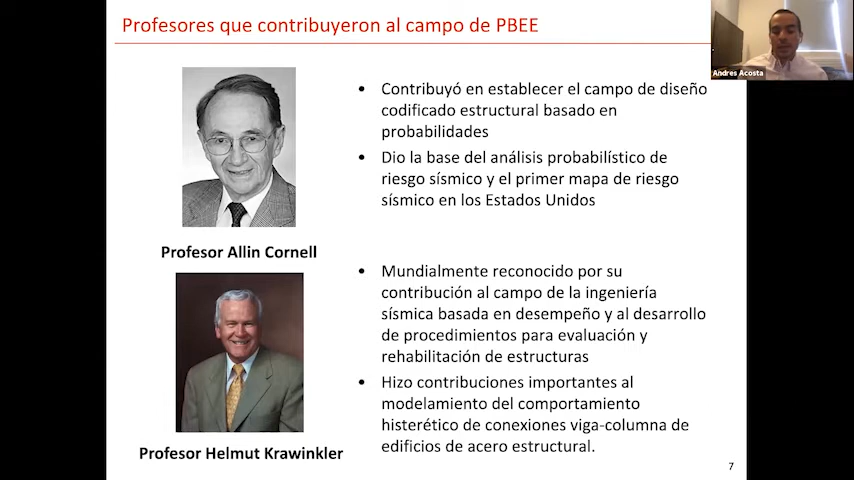 Profesores que contribuyeron al campo de PBEE
Andres Acosta
• Contribuyó en establecer el campo de diseño
codificado estructural basado en
probabilidades
• Dio la base del análisis probabilístico de
riesgo sísmico y el primer mapa de riesgo
sísmico en los Estados Unidos
Profesor Allin Cornell
• Mundialmente reconocido por su
contribución al campo de la ingeniería
sísmica basada en desempeño y al desarrollo
de procedimientos para evaluación y
rehabilitación de estructuras
• Hizo contribuciones importantes al
modelamiento del comportamiento
histerético de conexiones viga-columna de
edificios de acero estructural.
Profesor Helmut Krawinkler
7